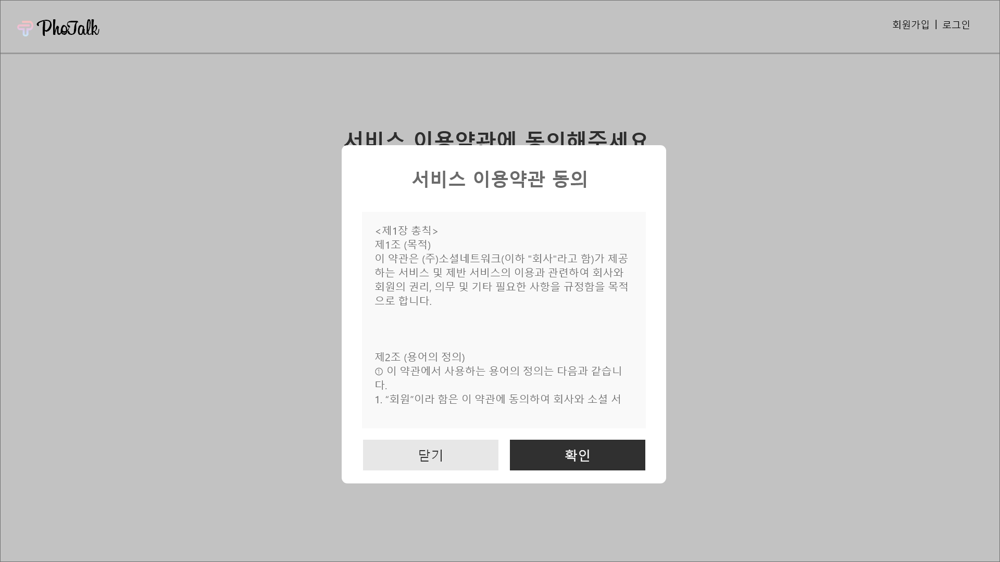 PhoTalk
회원가입 | 로그인
서비스 이용약관에 동의해주세요
서비스 이용약관 동의
<제1장 총칙>
제1조 (목적)
이 약관은 (주)소셜네트워크(이하 "회사"라고 함)가 제공
하는 서비스 및 제반 서비스의 이용과 관련하여 회사와
회원의 권리, 의무 및 기타 필요한 사항을 규정함을 목적
으로 합니다.
제2조 (용어의 정의)
① 이 약관에서 사용하는 용어의 정의는 다음과 같습니
다.
1. “회원”이라 함은 이 약관에 동의하여 회사와 소셜 서
닫기
확인